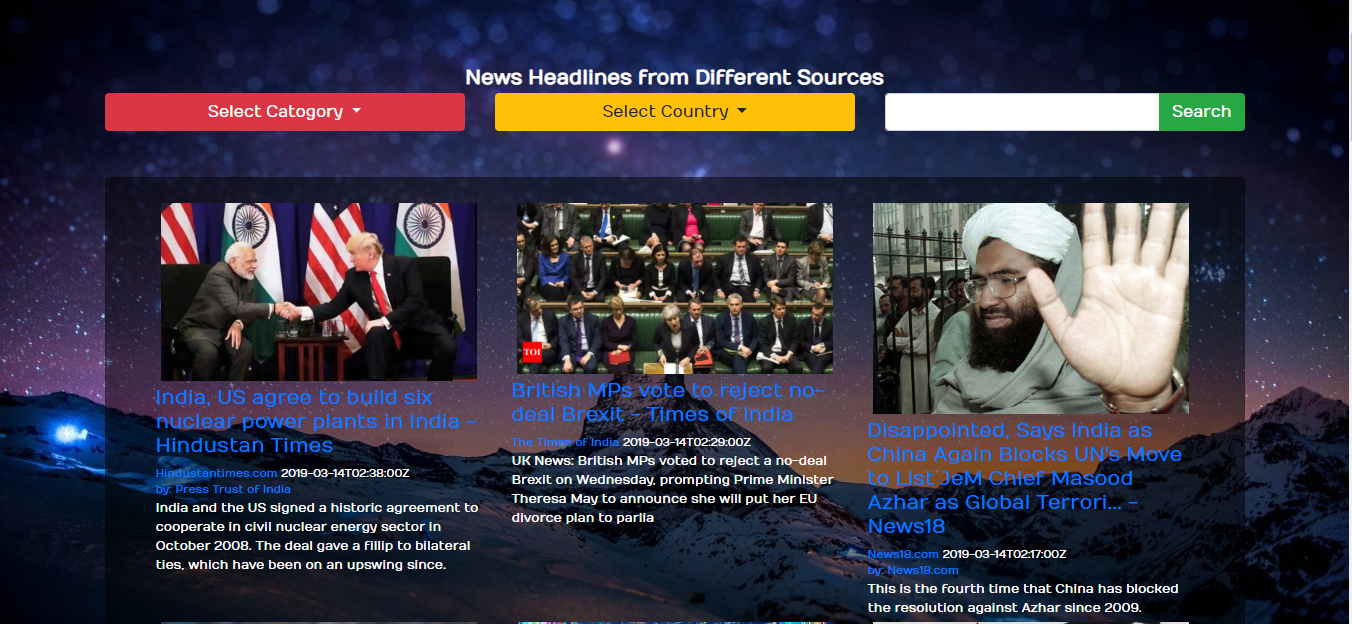 News Headlines from Different Sources
Select Catogory
Select Country
Search
India, US agree to build six
nuclear power plants in India -
Hindustan Times
Hindustantimes.com 2019-03-14T02:38:00Z
by: Press Trust of India
India and the US signed a historic agreement to
cooperate in civil nuclear energy sector in
October 2008. The deal gave a fillip to bilateral
ties, which have been on an upswing since.
TOI
British MPs vote to reject no-
deal Brexit - Times of India
The Times of India 2019-03-14T02:29:00Z
UK News: British MPs voted to reject a no-deal
Brexit on Wednesday, prompting Prime Minister
Theresa May to announce she will put her EU
divorce plan to parlia
Disappointed, Says India as
China Again Blocks UN's Move
to List JeM Chief Masood
Azhar as Global Terrori... -
News18
News18.com 2019-03-14T02:17:00Z
by: News18.com
This is the fourth time that China has blocked
the resolution against Azhar since 2009.